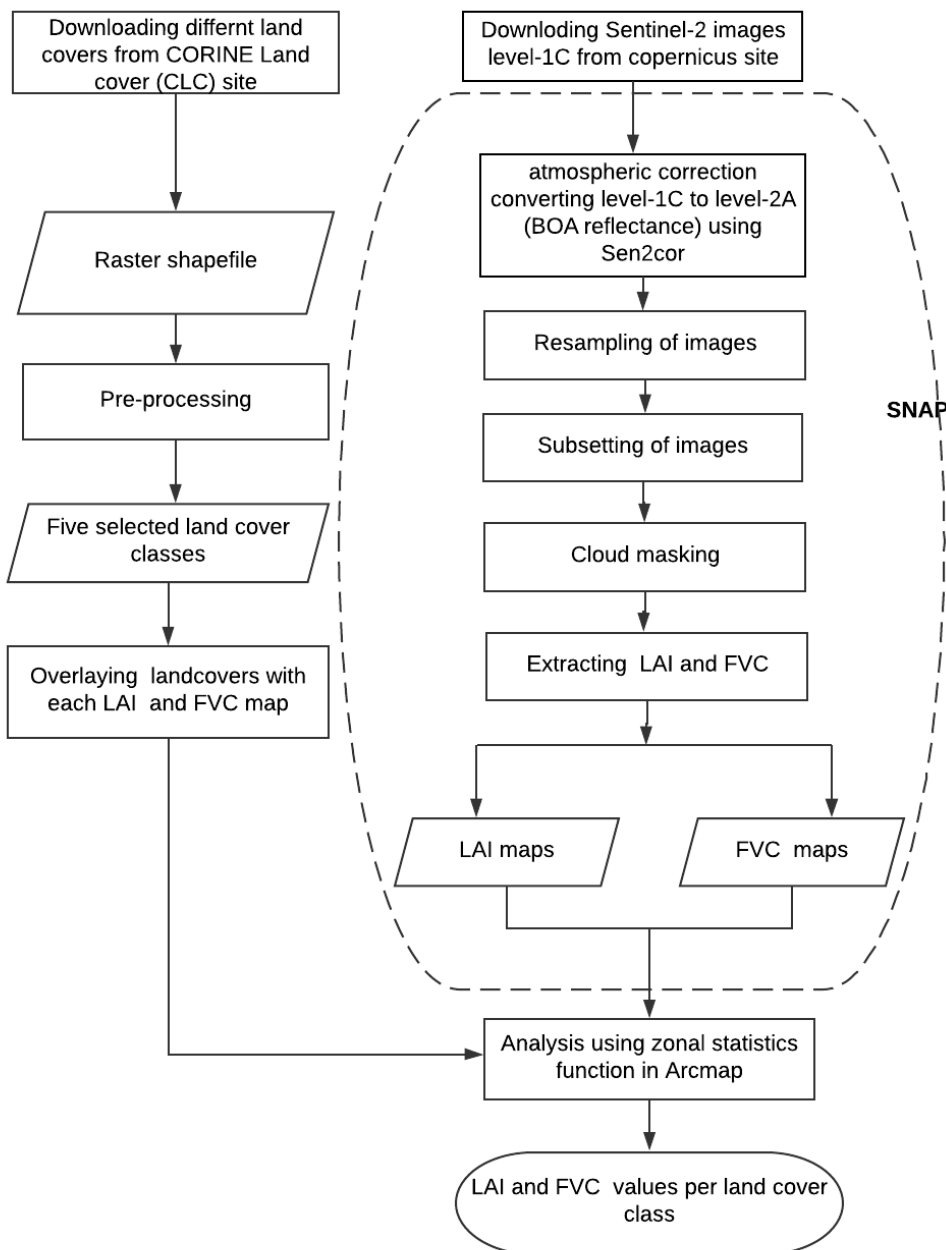 Downloading differnt land
covers from CORINE Land
cover (CLC) site
Raster shapefile
Pre-processing
Five selected land cover
classes
Overlaying landcovers with
each LAI and FVC map
Downloding Sentinel-2 images
level-1C from copernicus site
atmospheric correction
converting level-1C to level-2A
(BOA reflectance) using
Sen2cor
Resampling of images
Subsetting of images
Cloud masking
Extracting LAI and FVC
LAI maps
FVC maps
SNAP
Analysis using zonal statistics
function in Arcmap
LAI and FVC values per land cover
class